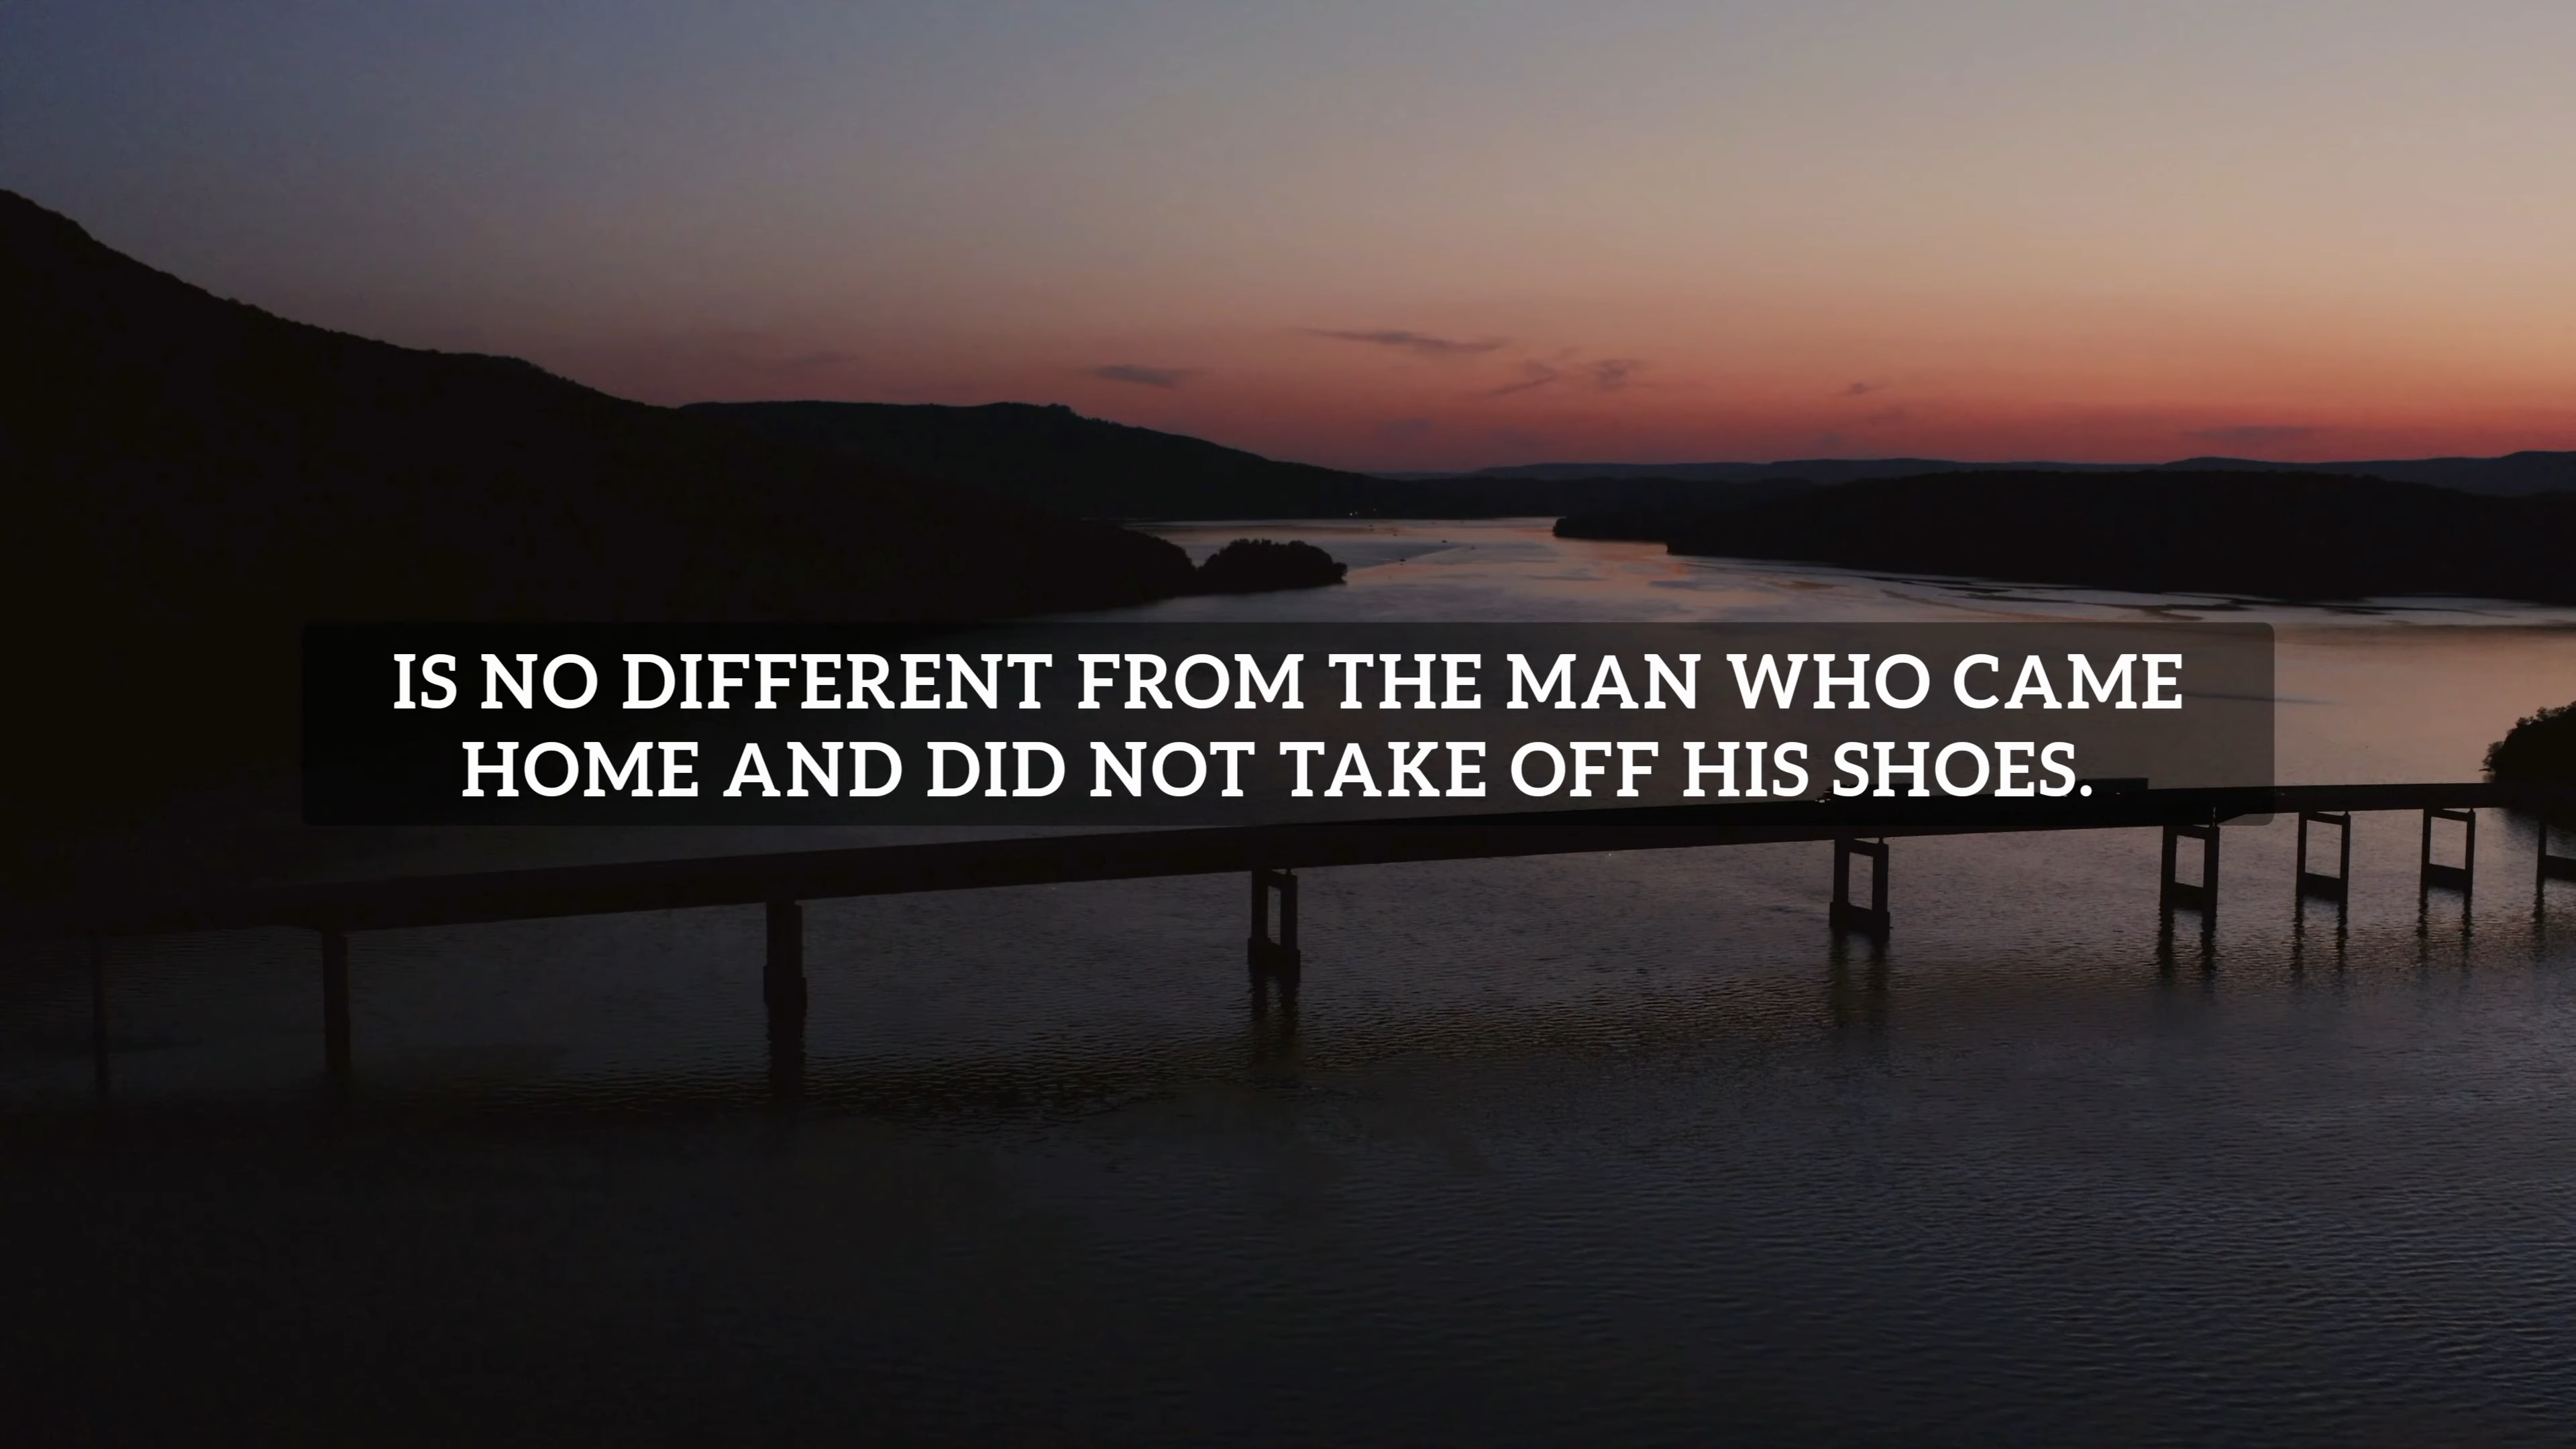 IS NO DIFFERENT FROM THE MAN WHO CAME
HOME AND DID NOT TAKE OFF HIS SHOES.